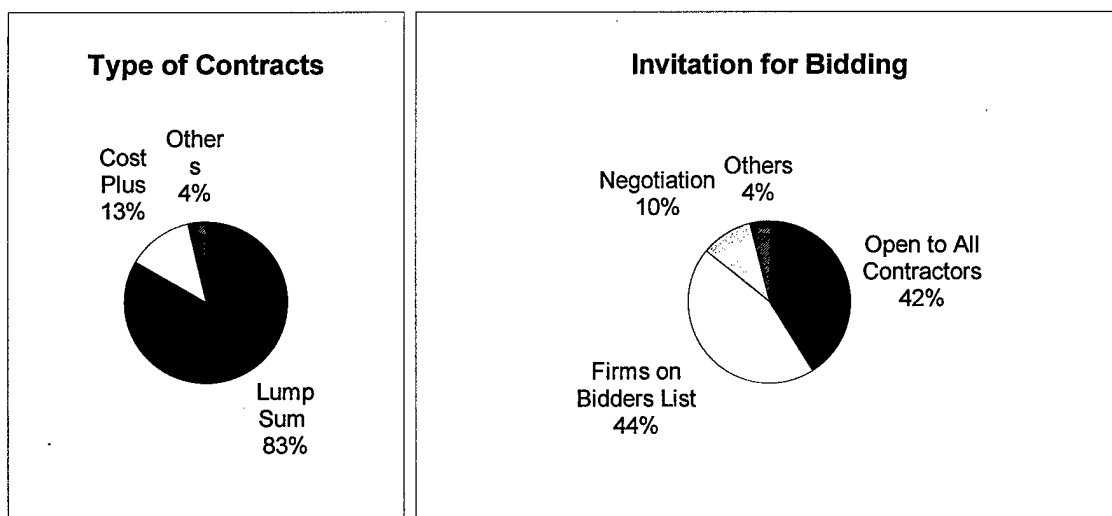 Type of Contracts
Other
s
4%
Cost
Plus
13%
Lump
Sum
83%
Invitation for Bidding
Others
4%
Negotiation
10%
Open to All
Contractors
42%
Firms on
Bidders List
44%